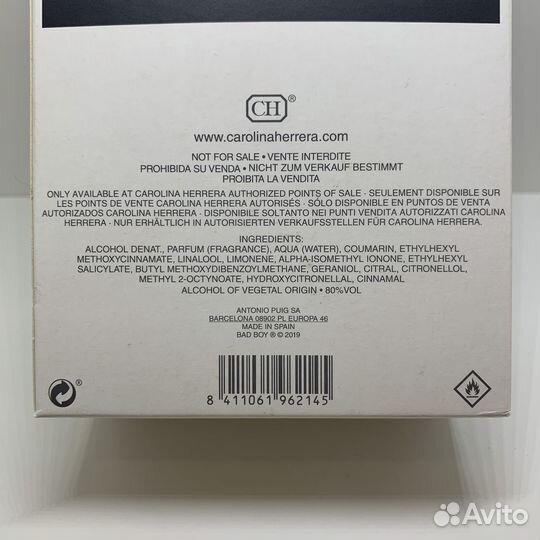 CH®
www.carolinaherrera.com
NOT FOR SALE • VENTE INTERDITE
PROHIBIDA SU VENDA • NICHT ZUM VERKAUF BESTIMMT
PROIBITA LA VENDITA
ONLY AVAILABLE AT CAROLINA HERRERA AUTHORIZED POINTS OF SALE • SEULEMENT DISPONIBLE SUR
LES POINTS DE VENTE CAROLINA HERRERA AUTORISÉS • SÓLO DISPONIBLE EN PUNTOS DE VENTA
AUTORIZADOS CAROLINA HERRERA • DISPONIBILE SOLTANTO NEI PUNTI VENDITA AUTORIZZATI CAROLINA
HERRERA • NUR ERHÄLTLICH IN AUTORISIERTEN VERKAUFSSTELLEN FÜR CAROLINA HERRERA.
INGREDIENTS:
ALCOHOL DENAT., PARFUM (FRAGRANCE), AQUA (WATER), COUMARIN, ETHYLHEXYL
METHOXYCINNAMATE, LINALOOL, LIMONENE, ALPHA-ISOMETHYL IONONE, ETHYLHEXYL
SALICYLATE, BUTYL METHOXYDIBENZOYLMETHANE, GERANIOL, CITRAL, CITRONELLOL,
METHYL 2-OCTYNOATE, HYDROXYCITRONELLAL, CINNAMAL
ALCOHOL OF VEGETAL ORIGIN • 80%VOL
ANTONIO PUIG SA
BARCELONA 08902 PL EUROPA 46
MADE IN SPAIN
BAD BOY ® © 2019
8 411061 962145
Avito